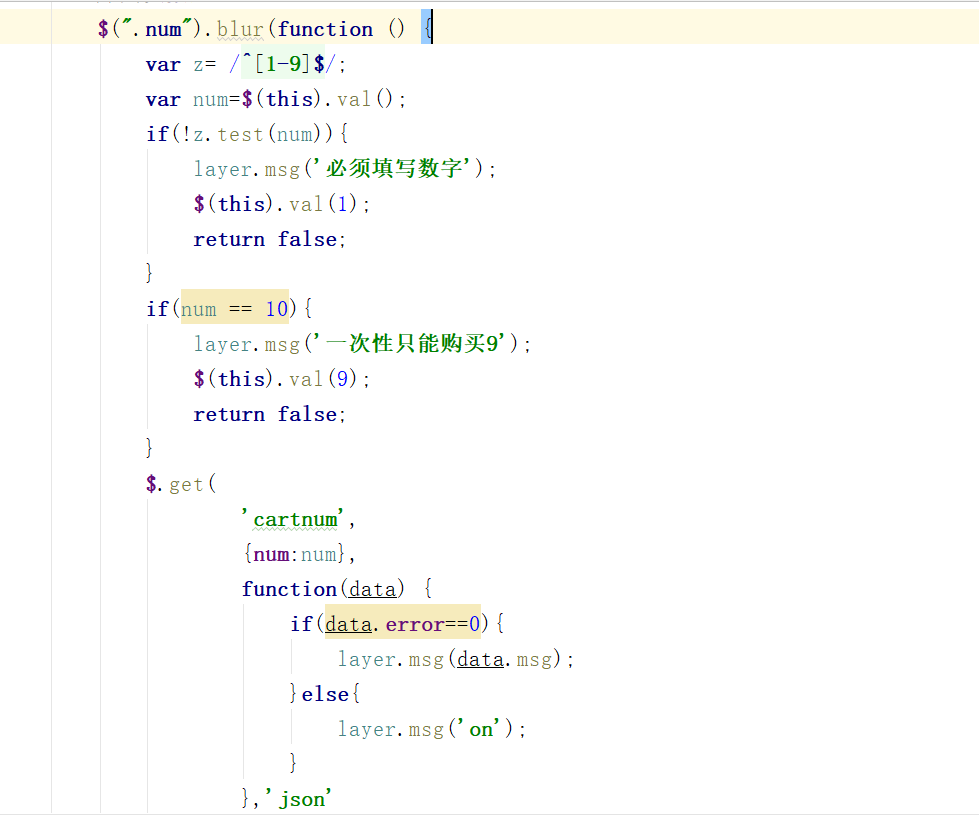 $(".num").blur(function () {
var z= /^[1-9]$/;
var num=$(this).val();
if(!z.test(num)){
layer.msg('必须填写数字');
$(this).val(1);
return false;
}
if(num == 10){
layer.msg('一次性只能购买9');
$(this).val(9);
return false;
}
$.get(
'cartnum',
{num:num},
function(data) {
if(data.error==0){
layer.msg(data.msg);
}else{
layer.msg('on');
}
},'json'